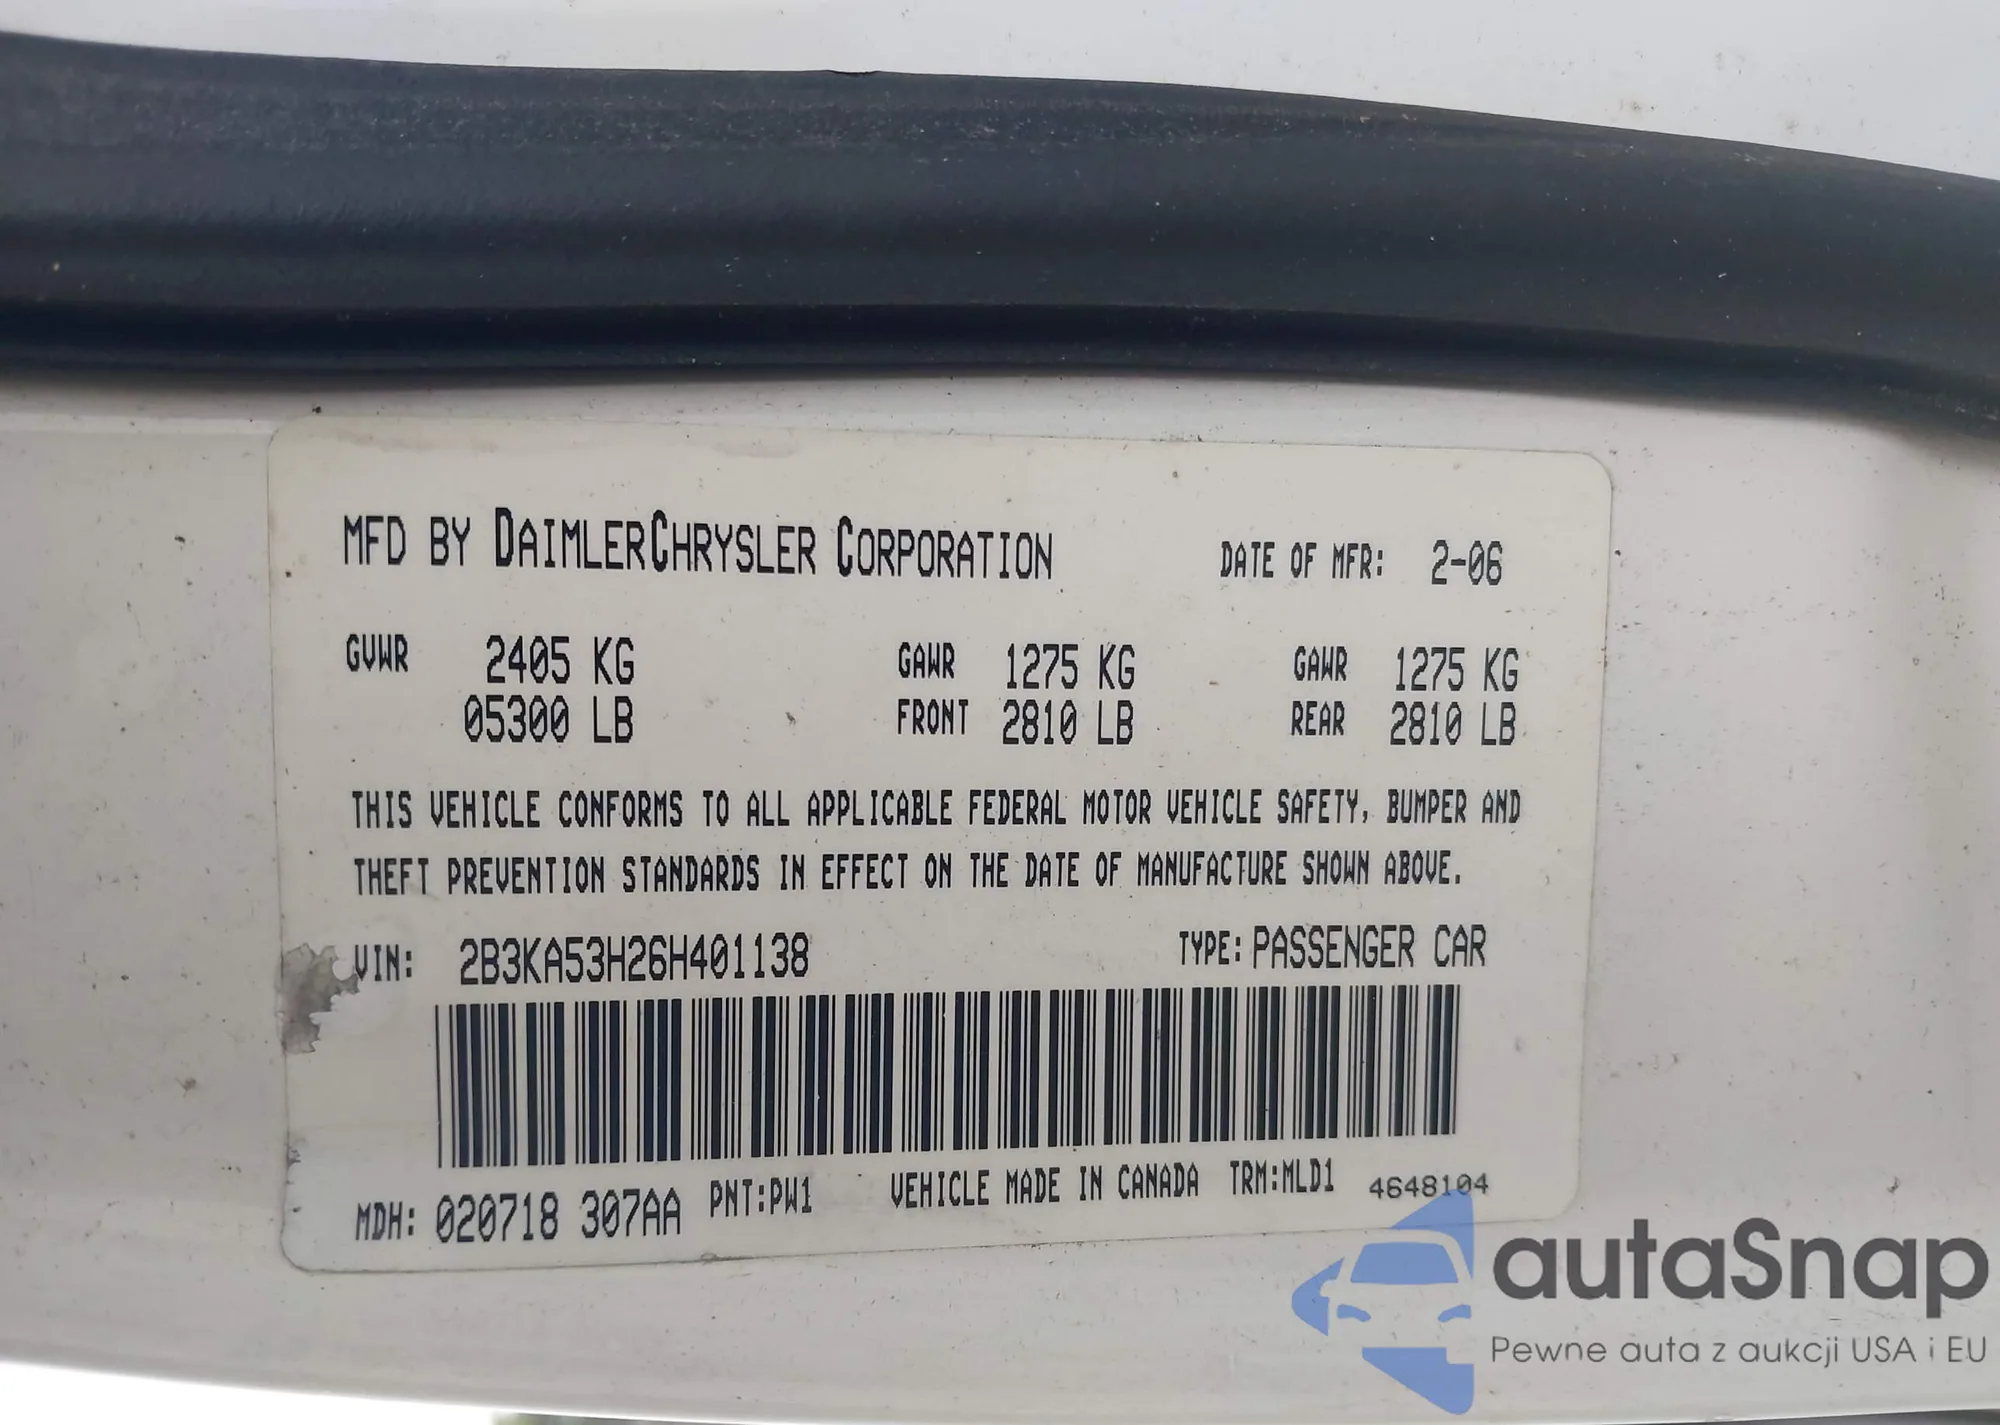 MFD BY DAIMLERCHRYSLER CORPORATION DATE OF MFR: 2-06
GVWR 2405 KG GAWR 1275 KG GAWR 1275 KG
05300 LB FRONT 2810 LB REAR 2810 LB
THIS VEHICLE CONFORMS TO ALL APPLICABLE FEDERAL MOTOR VEHICLE SAFETY, BUMPER AND
THEFT PREVENTION STANDARDS IN EFFECT ON THE DATE OF MANUFACTURE SHOWN ABOVE.
VIN: 2B3KA53H26H401138 TYPE: PASSENGER CAR
MDH: 020718 307AA PNT:PW1 VEHICLE MADE IN CANADA TRM:MLD1 4648104
autaSnap
Pewne auta z aukcji USA i EU